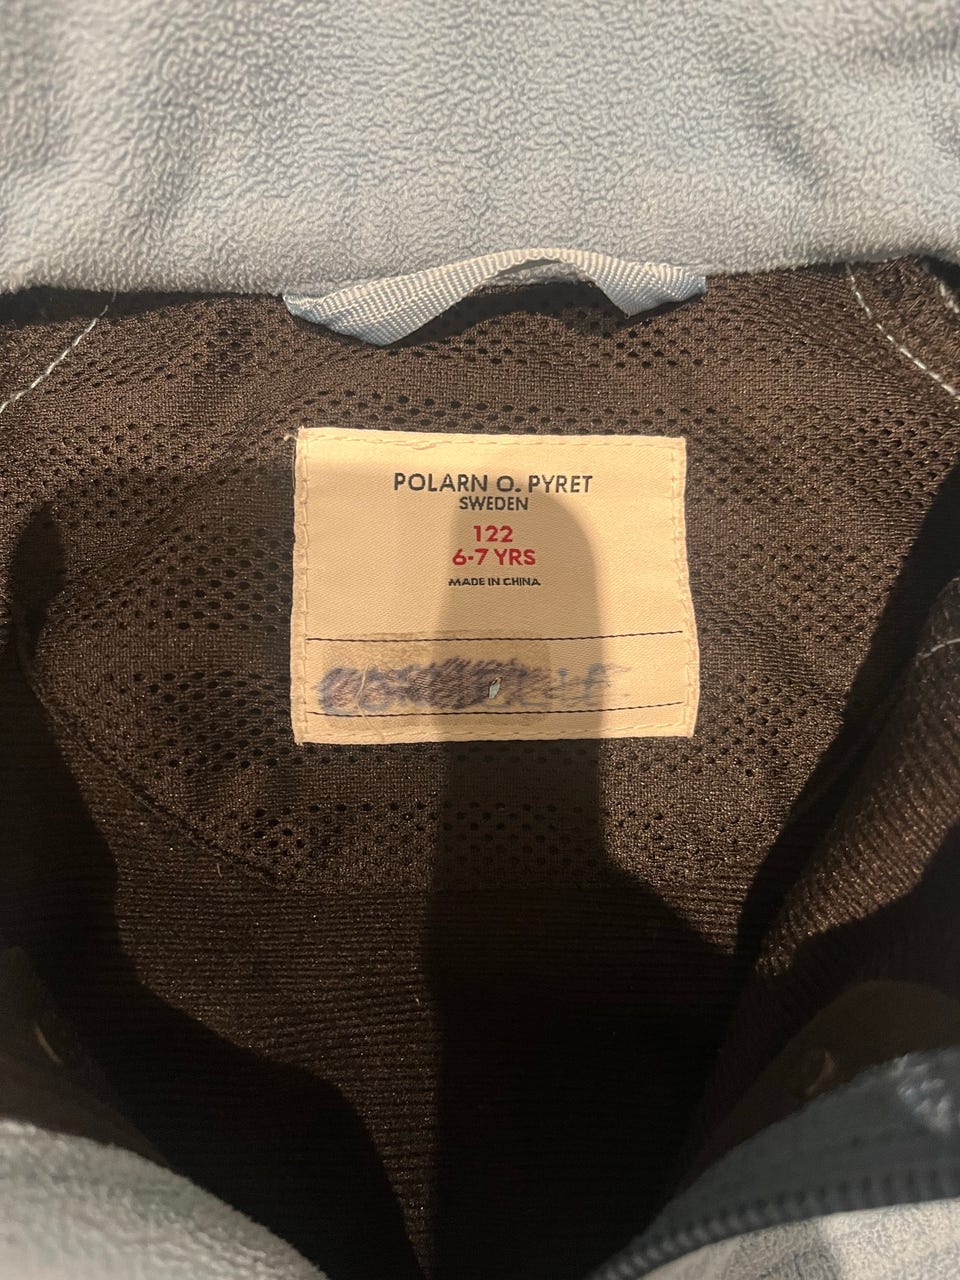 POLARN O. PYRET
SWEDEN
122
6-7 YRS
MADE IN CHINA